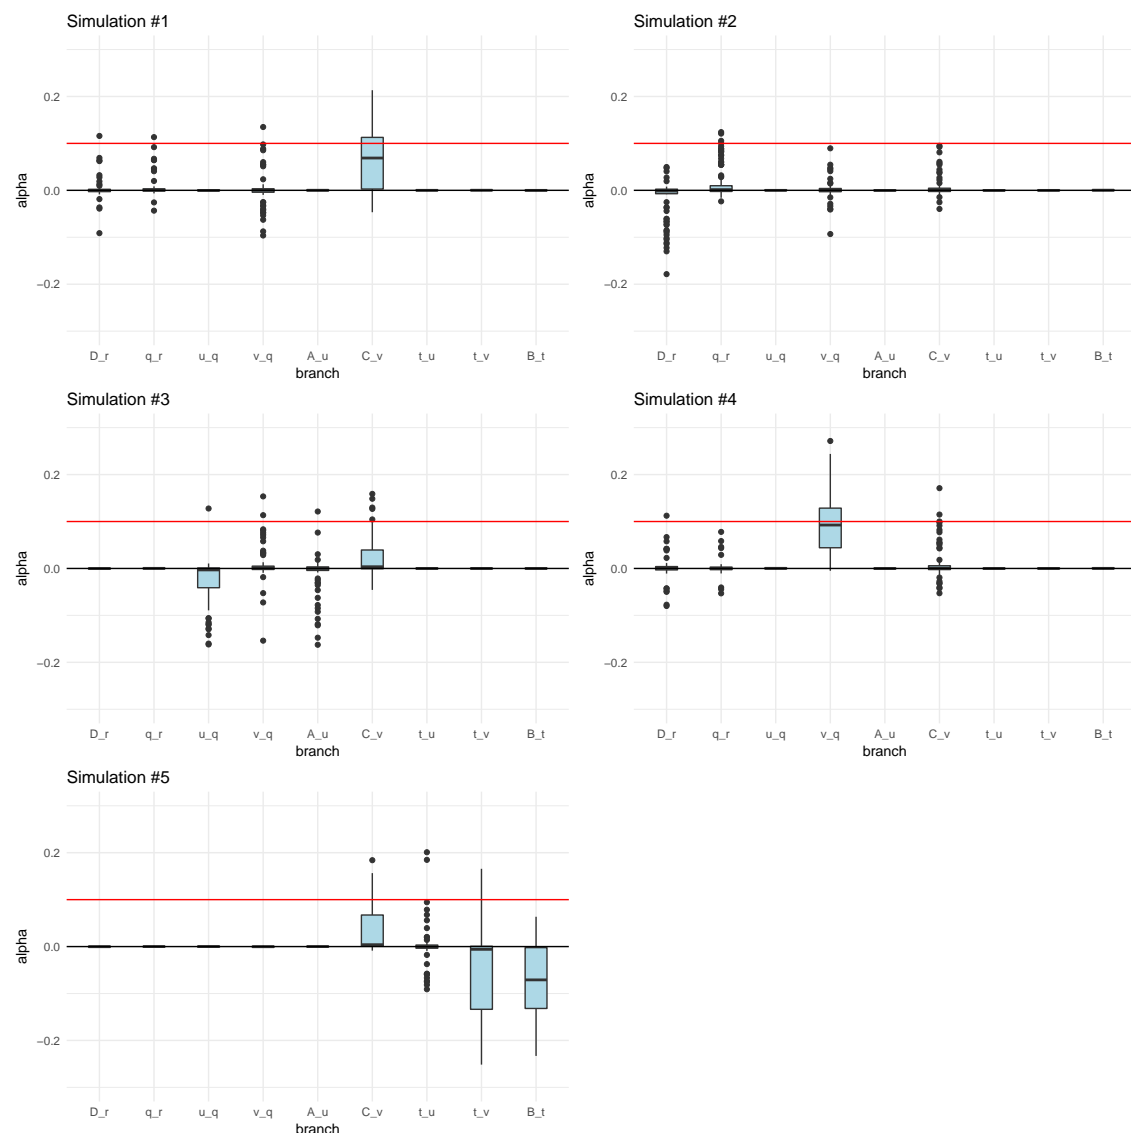 Simulation #1
0.2
0.0
−0.2
alpha
D_r q_r u_q v_q A_u C_v t_u t_v B_t
branch
Simulation #2
0.2
0.0
−0.2
alpha
D_r q_r u_q v_q A_u C_v t_u t_v B_t
branch
Simulation #3
0.2
0.0
−0.2
alpha
D_r q_r u_q v_q A_u C_v t_u t_v B_t
branch
Simulation #4
0.2
0.0
−0.2
alpha
D_r q_r u_q v_q A_u C_v t_u t_v B_t
branch
Simulation #5
0.2
0.0
−0.2
alpha
D_r q_r u_q v_q A_u C_v t_u t_v B_t
branch